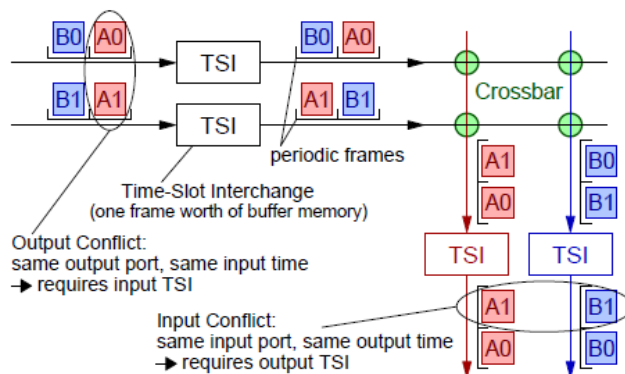 B0 A0
TSI
B0 A0
B1 A1
TSI
A1 B1
Crossbar
periodic frames
Time-Slot Interchange
(one frame worth of buffer memory)
A1
A0
B0
B1
Output Conflict:
same output port, same input time
→ requires input TSI
TSI
TSI
Input Conflict:
same input port, same output time
→ requires output TSI
A1
A0
B1
B0